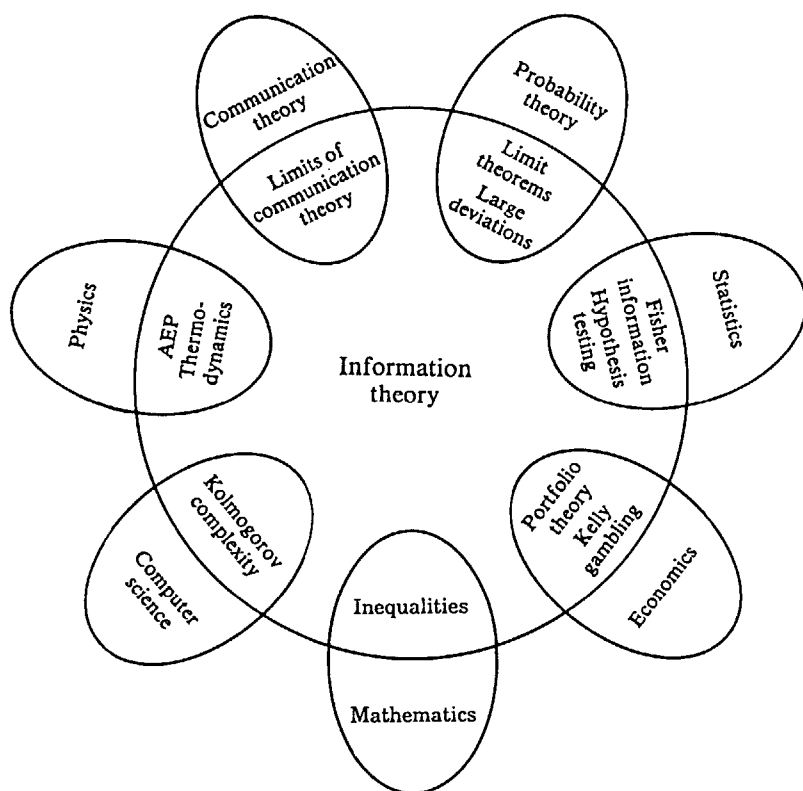 Communication
theory
Limits of
communication
theory
Probability
theory
Limit
theorems
Large
deviations
Physics
AEP
Thermo-
dynamics
Information
theory
Fisher
information
Hypothesis
testing
Statistics
Kolmogorov
complexity
Computer
science
Inequalities
Mathematics
Portfolio
theory
Kelly
gambling
Economics